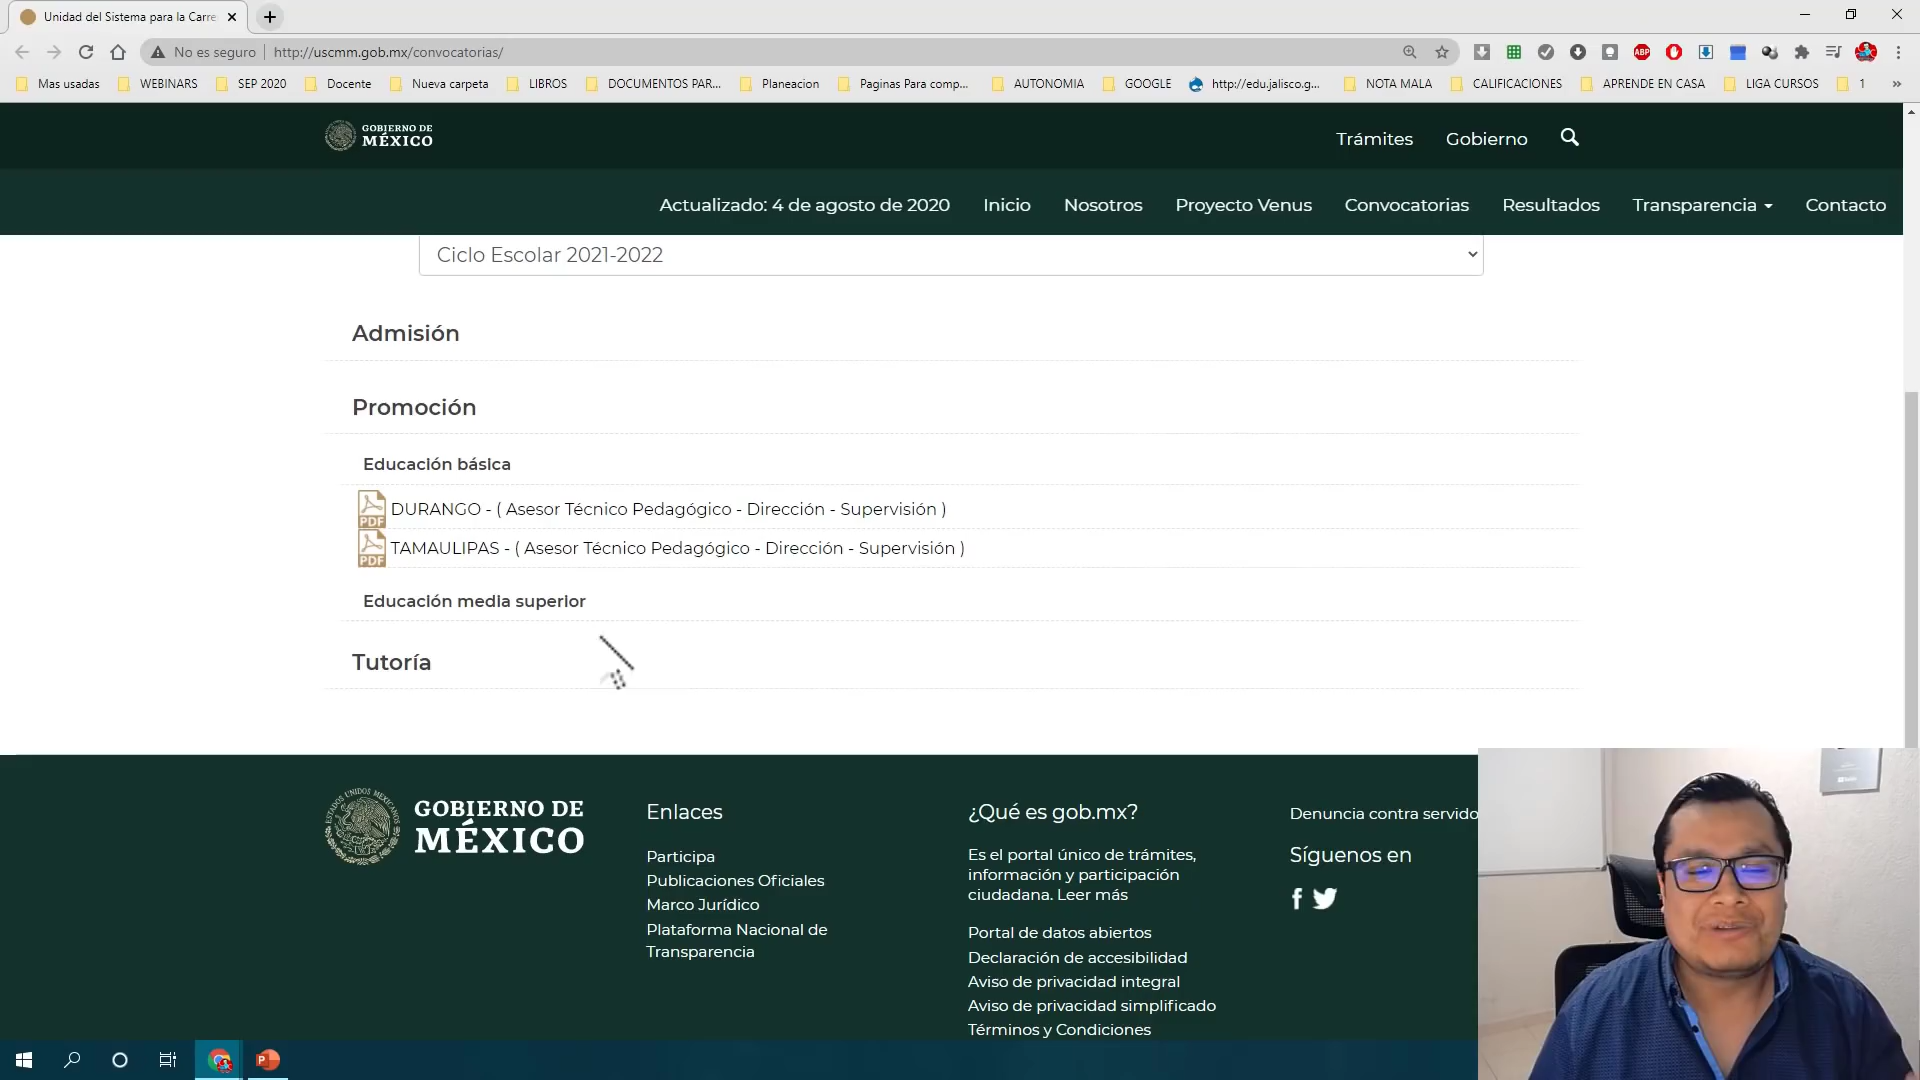 Unidad del Sistema para la Carre
No es seguro
http://uscmm.gob.mx/convocatorias/
ABP
Mas usadas
WEBINARS
SEP 2020
Docente
Nueva carpeta
LIBROS
DOCUMENTOS PAR...
Planeacion
Paginas Para comp...
AUTONOMIA
GOOGLE
http://edu.jalisco.g...
NOTA MALA
CALIFICACIONES
APRENDE EN CASA
LIGA CURSOS
1
GOBIERNO DE
MÉXICO
Trámites
Gobierno
Actualizado: 4 de agosto de 2020
Inicio
Nosotros
Proyecto Venus
Convocatorias
Resultados
Transparencia
Contacto
Ciclo Escolar 2021-2022
Admisión
Promoción
Educación básica
PDF
DURANGO - ( Asesor Técnico Pedagógico - Dirección - Supervisión )
PDF
TAMAULIPAS - ( Asesor Técnico Pedagógico - Dirección - Supervisión )
Educación media superior
Tutoría
ESTADOS UNIDOS MEXICANOS
GOBIERNO DE
MÉXICO
Enlaces
Participa
Publicaciones Oficiales
Marco Jurídico
Plataforma Nacional de
Transparencia
¿Qué es gob.mx?
Es el portal único de trámites,
información y participación
ciudadana. Leer más
Portal de datos abiertos
Declaración de accesibilidad
Aviso de privacidad integral
Aviso de privacidad simplificado
Términos y Condiciones
Denuncia contra servido
Síguenos en